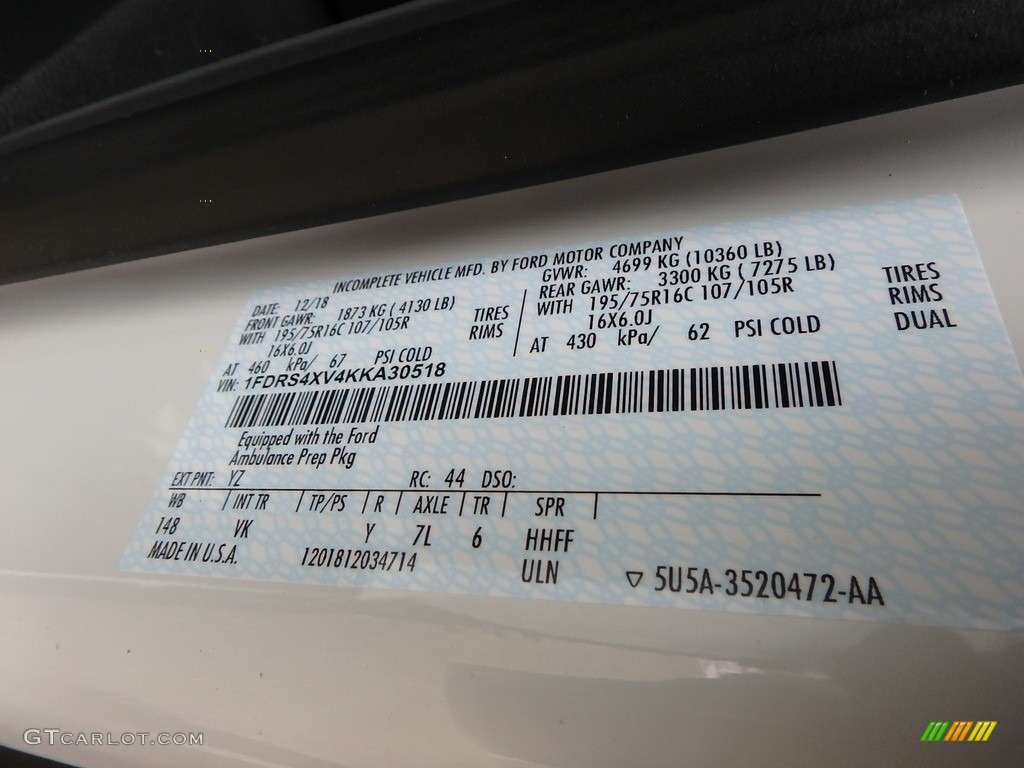 INCOMPLETE VEHICLE MFD. BY FORD MOTOR COMPANY
DATE: 12/18 GVWR: 4699 KG (10360 LB)
FRONT GAWR: 1873 KG ( 4130 LB) REAR GAWR: 3300 KG ( 7275 LB)
WITH 195/75R16C 107/105R TIRES WITH 195/75R16C 107/105R TIRES
16X6.0J RIMS 16X6.0J RIMS
AT 460 kPa/ 67 PSI COLD AT 430 kPa/ 62 PSI COLD DUAL
VIN: 1FDRS4XV4KKA30518
Equipped with the Ford
Ambulance Prep Pkg
EXT PNT: YZ RC: 44 DSO:
WB INT TR TP/PS R AXLE TR SPR
148 VK Y 7L 6 HHFF
MADE IN U.S.A. 1201812034714 ULN ▽ 5U5A-3520472-AA
GTCARLOT.COM